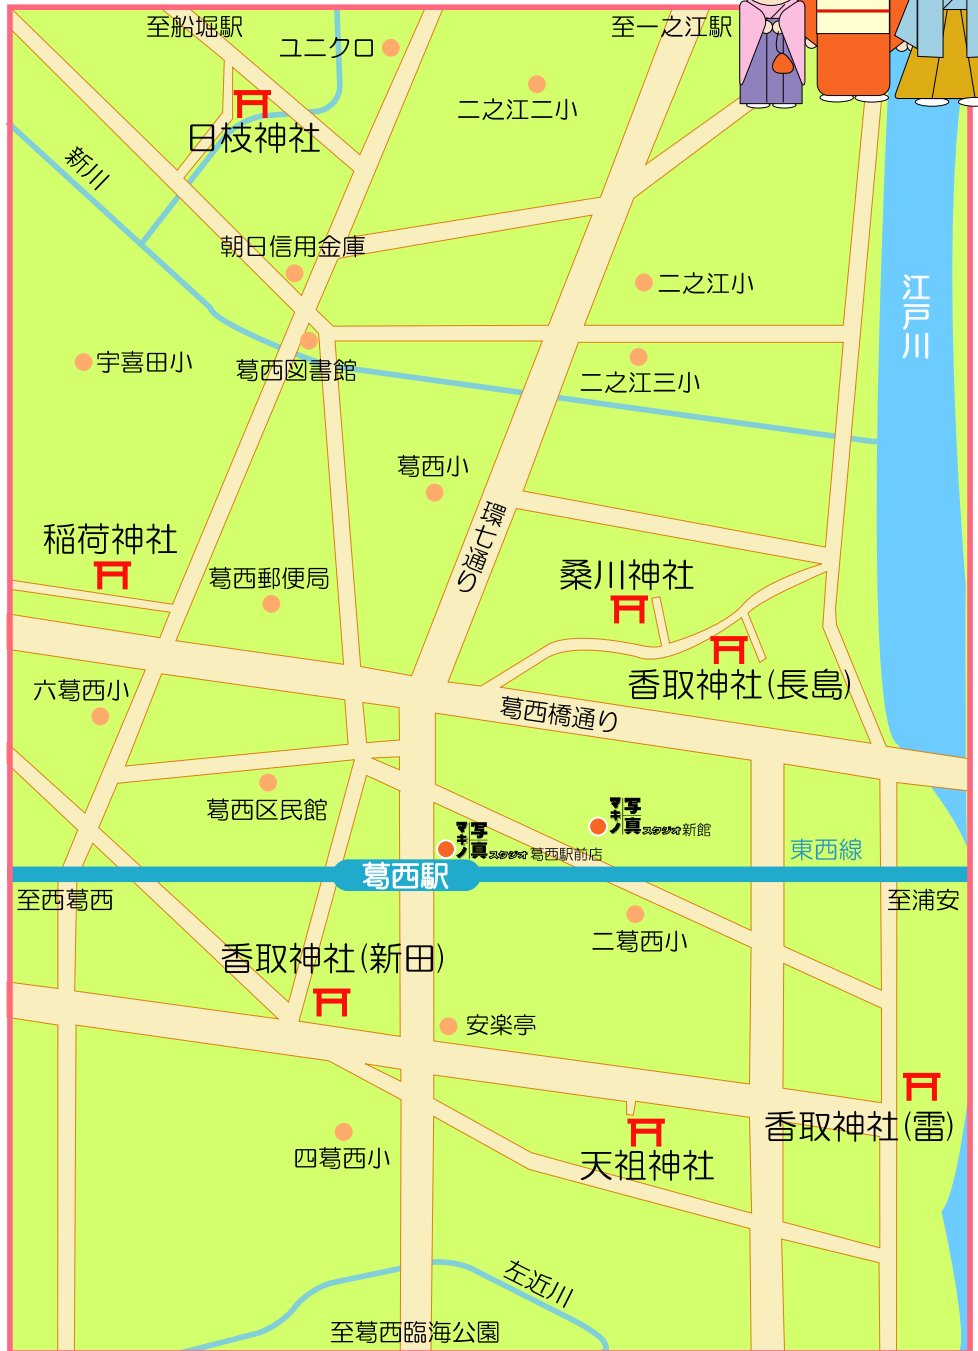 至船堀駅
至一之江駅
ユニクロ
二之江二小
日枝神社
新川
朝日信用金庫
二之江小
江戸川
宇喜田小
葛西図書館
二之江三小
葛西小
環七通り
稲荷神社
葛西郵便局
桑川神社
香取神社(長島)
六葛西小
葛西橋通り
葛西区民館
写真
マキノ
スタジオ 新館
写真
マキノ
スタジオ 葛西駅前店
東西線
葛西駅
至西葛西
至浦安
二葛西小
香取神社(新田)
安楽亭
香取神社(雷)
四葛西小
天祖神社
左近川
至葛西臨海公園